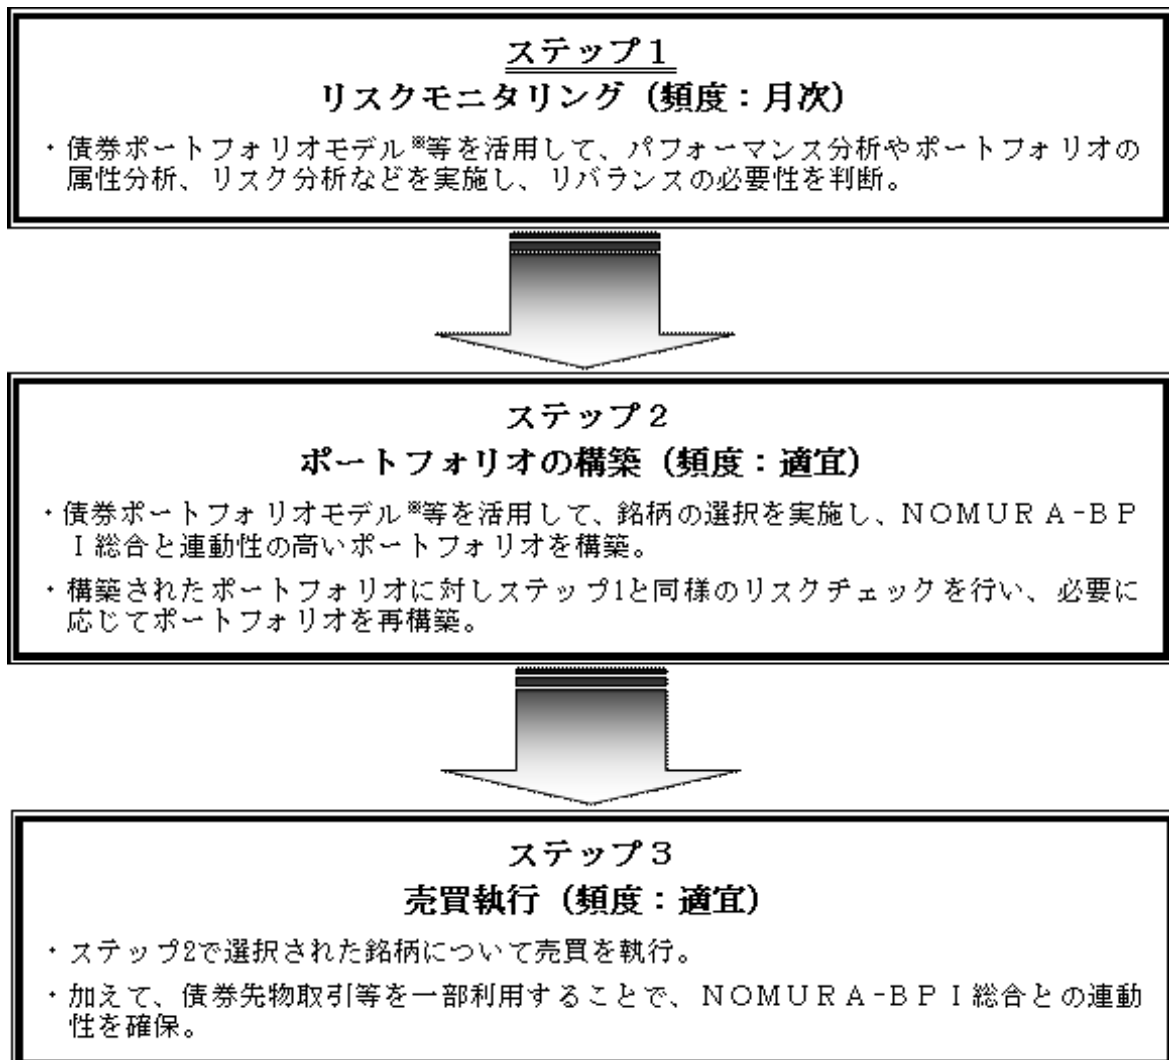 ステップ１
リスクモニタリング（頻度：月次）
・債券ポートフォリオモデル※等を活用して、パフォーマンス分析やポートフォリオの
属性分析、リスク分析などを実施し、リバランスの必要性を判断。
ステップ２
ポートフォリオの構築（頻度：適宜）
・債券ポートフォリオモデル※等を活用して、銘柄の選択を実施し、ＮＯＭＵＲＡ-ＢＰ
Ｉ総合と連動性の高いポートフォリオを構築。
・構築されたポートフォリオに対しステップ1と同様のリスクチェックを行い、必要に
応じてポートフォリオを再構築。
ステップ３
売買執行（頻度：適宜）
・ステップ2で選択された銘柄について売買を執行。
・加えて、債券先物取引等を一部利用することで、ＮＯＭＵＲＡ-ＢＰＩ総合との連動
性を確保。